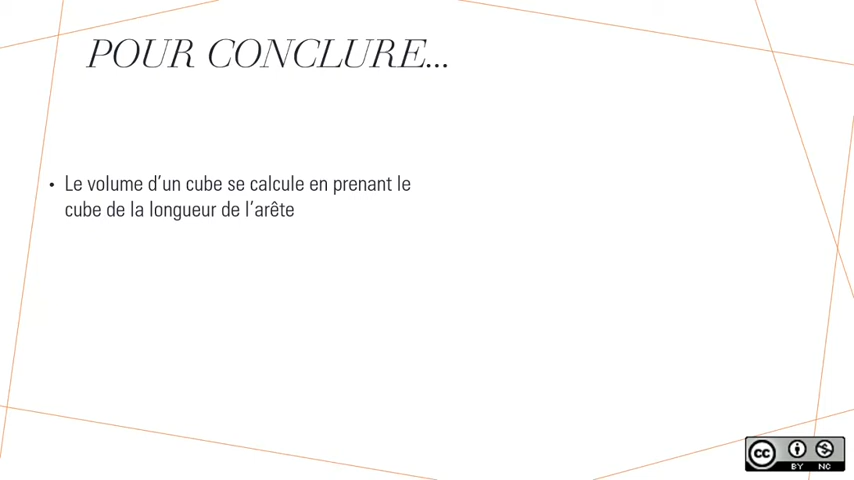 POUR CONCLURE...
• Le volume d’un cube se calcule en prenant le
cube de la longueur de l’arête
cc
BY NC